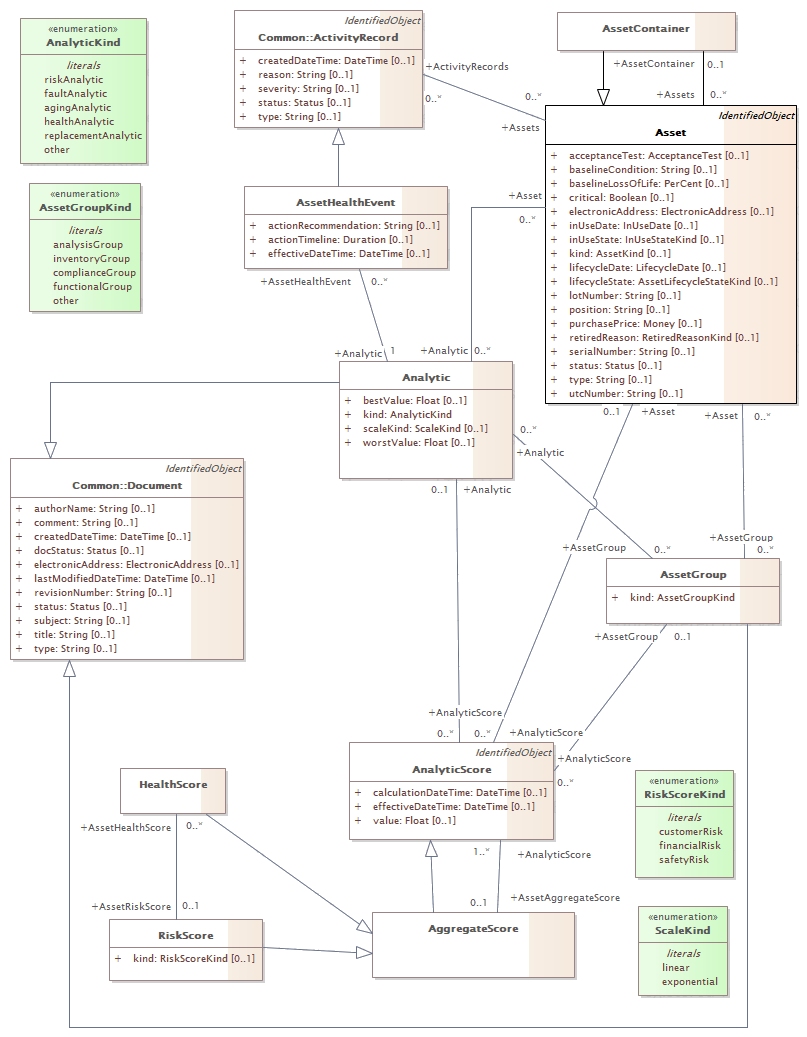 «enumeration»
AnalyticKind
literals
riskAnalytic
faultAnalytic
agingAnalytic
healthAnalytic
replacementAnalytic
other
«enumeration»
AssetGroupKind
literals
analysisGroup
inventoryGroup
complianceGroup
functionalGroup
other
IdentifiedObject
Common::ActivityRecord
+ createdDateTime: DateTime [0..1]
+ reason: String [0..1]
+ severity: String [0..1]
+ status: Status [0..1]
+ type: String [0..1]
AssetContainer
+AssetContainer 0..1
+Assets 0..*
+ActivityRecords
0..*
0..*
+Assets
IdentifiedObject
Asset
+ acceptanceTest: AcceptanceTest [0..1]
+ baselineCondition: String [0..1]
+ baselineLossOfLife: PerCent [0..1]
+ critical: Boolean [0..1]
+ electronicAddress: ElectronicAddress [0..1]
+ inUseDate: InUseDate [0..1]
+ inUseState: InUseStateKind [0..1]
+ kind: AssetKind [0..1]
+ lifecycleDate: LifecycleDate [0..1]
+ lifecycleState: AssetLifecycleStateKind [0..1]
+ lotNumber: String [0..1]
+ position: String [0..1]
+ purchasePrice: Money [0..1]
+ retiredReason: RetiredReasonKind [0..1]
+ serialNumber: String [0..1]
+ status: Status [0..1]
+ type: String [0..1]
+ utcNumber: String [0..1]
AssetHealthEvent
+ actionRecommendation: String [0..1]
+ actionTimeline: Duration [0..1]
+ effectiveDateTime: DateTime [0..1]
+Asset
0..*
+AssetHealthEvent 0..*
+Analytic 1
+Analytic 0..*
Analytic
+ bestValue: Float [0..1]
+ kind: AnalyticKind
+ scaleKind: ScaleKind [0..1]
+ worstValue: Float [0..1]
0..1 +Asset
+Asset 0..*
0..*
+Analytic
0..1 +Analytic
IdentifiedObject
Common::Document
+ authorName: String [0..1]
+ comment: String [0..1]
+ createdDateTime: DateTime [0..1]
+ docStatus: Status [0..1]
+ electronicAddress: ElectronicAddress [0..1]
+ lastModifiedDateTime: DateTime [0..1]
+ revisionNumber: String [0..1]
+ status: Status [0..1]
+ subject: String [0..1]
+ title: String [0..1]
+ type: String [0..1]
+AssetGroup
0..*
+AssetGroup
0..*
AssetGroup
+ kind: AssetGroupKind
+AssetGroup 0..1
+AnalyticScore
0..*
0..*
+AnalyticScore
+AnalyticScore
0..*
IdentifiedObject
AnalyticScore
+ calculationDateTime: DateTime [0..1]
+ effectiveDateTime: DateTime [0..1]
+ value: Float [0..1]
1..*
+AnalyticScore
0..1
+AssetAggregateScore
HealthScore
+AssetHealthScore 0..*
+AssetRiskScore 0..1
RiskScore
+ kind: RiskScoreKind [0..1]
AggregateScore
«enumeration»
RiskScoreKind
literals
customerRisk
financialRisk
safetyRisk
«enumeration»
ScaleKind
literals
linear
exponential